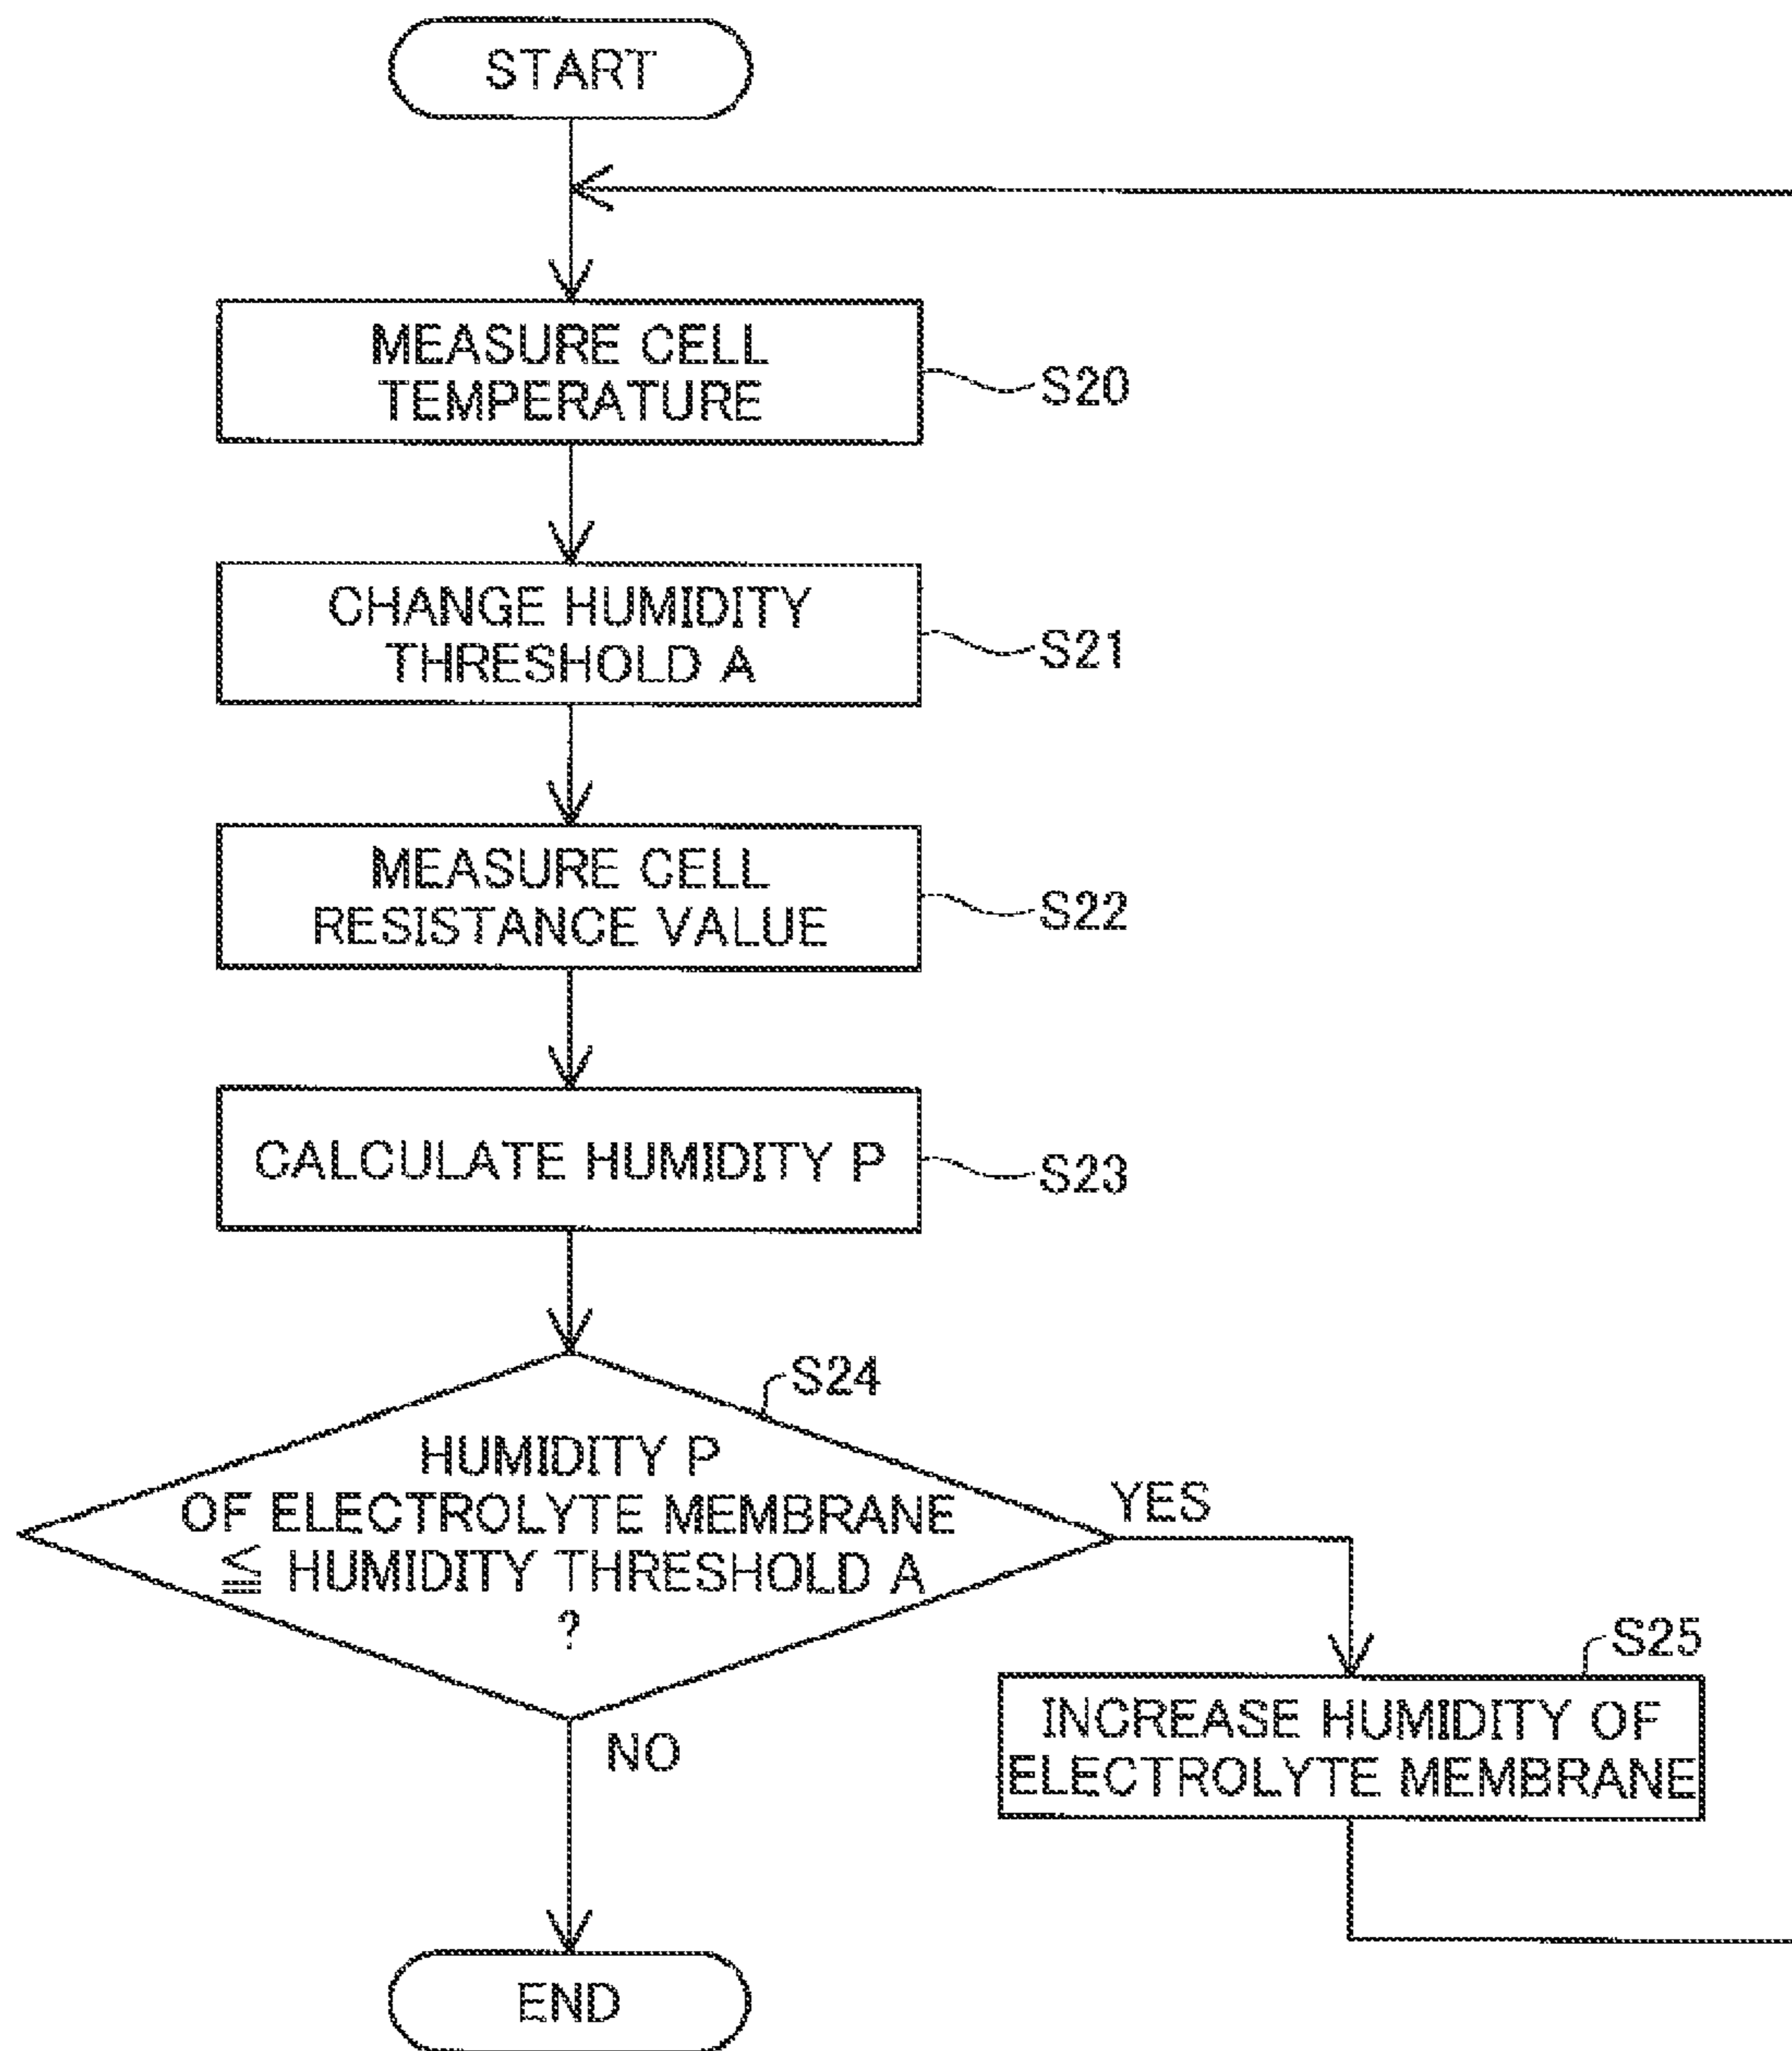 START
MEASURE CELL
TEMPERATURE
S20
CHANGE HUMIDITY
THRESHOLD A
S21
MEASURE CELL
RESISTANCE VALUE
S22
CALCULATE HUMIDITY P
S23
S24
HUMIDITY P
OF ELECTROLYTE MEMBRANE
≦ HUMIDITY THRESHOLD A
?
YES
NO
S25
INCREASE HUMIDITY OF
ELECTROLYTE MEMBRANE
END